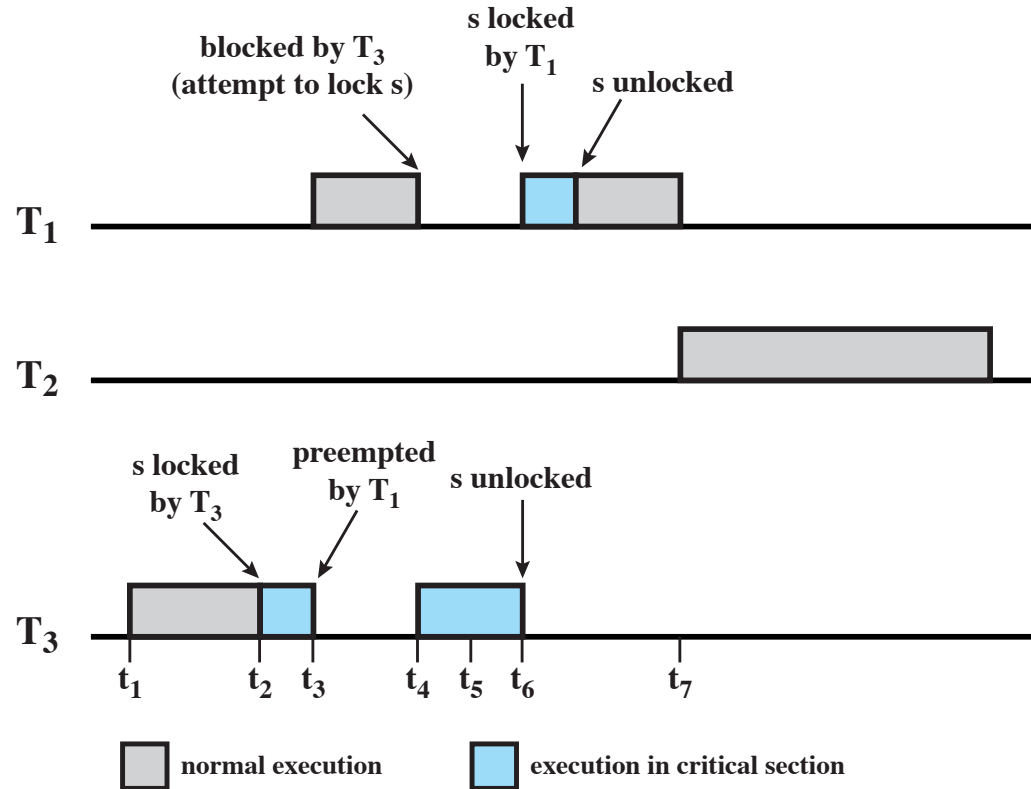 s locked
by T₁
blocked by T₃
(attempt to lock s)
s unlocked
T₁
T₂
s locked
by T₃
preempted
by T₁
s unlocked
T₃
t₁ t₂ t₃ t₄ t₅ t₆ t₇
normal execution
execution in critical section